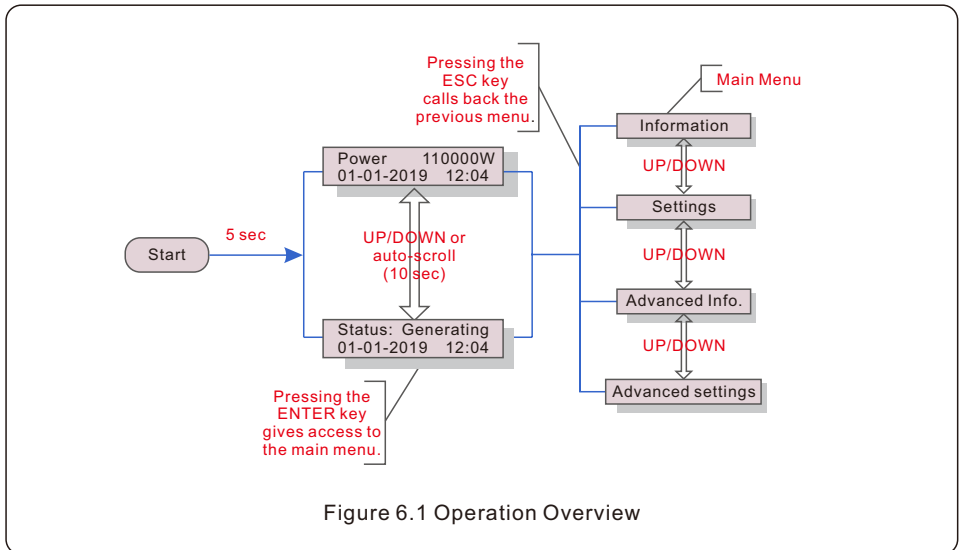 Pressing the
ESC key
calls back the
previous menu.
Main Menu
Information
UP/DOWN
Settings
UP/DOWN
Advanced Info.
UP/DOWN
Advanced settings
Power 110000W
01-01-2019 12:04
5 sec
Start
UP/DOWN or
auto-scroll
(10 sec)
Status: Generating
01-01-2019 12:04
Pressing the
ENTER key
gives access to
the main menu.
Figure 6.1 Operation Overview